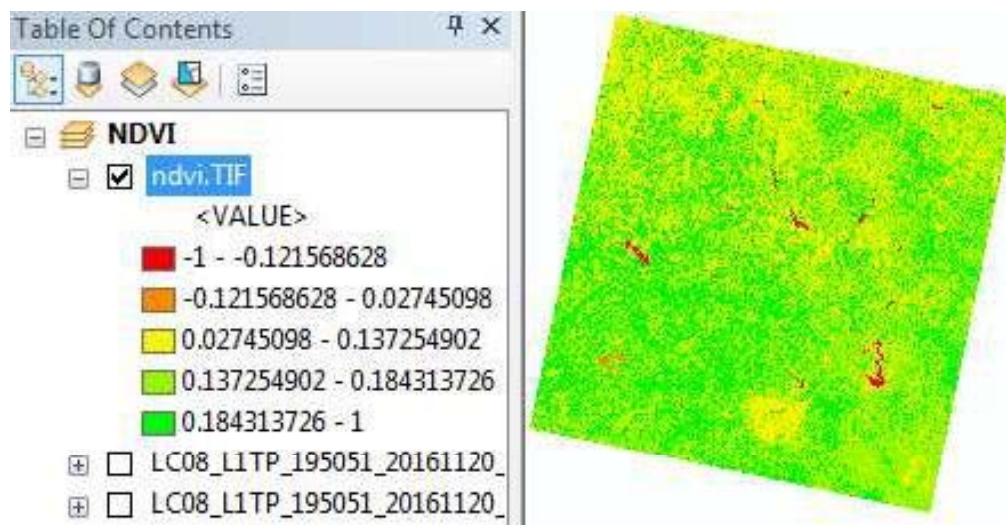 Table Of Contents
NDVI
ndvi.TIF
<VALUE>
-1 - -0.121568628
-0.121568628 - 0.02745098
0.02745098 - 0.137254902
0.137254902 - 0.184313726
0.184313726 - 1
LC08_L1TP_195051_20161120_
LC08_L1TP_195051_20161120_